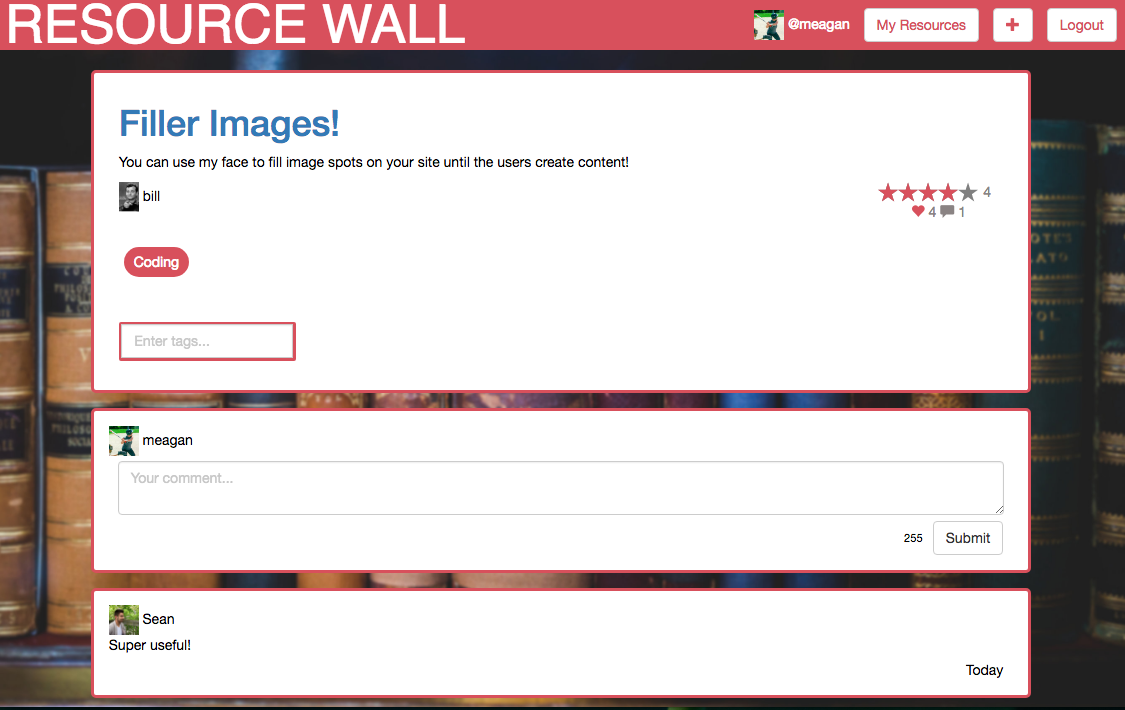 RESOURCE WALL
@meagan My Resources + Logout
Filler Images!
You can use my face to fill image spots on your site until the users create content!
bill
4
4 1
Coding
Enter tags...
meagan
Your comment...
255 Submit
Sean
Super useful!
Today